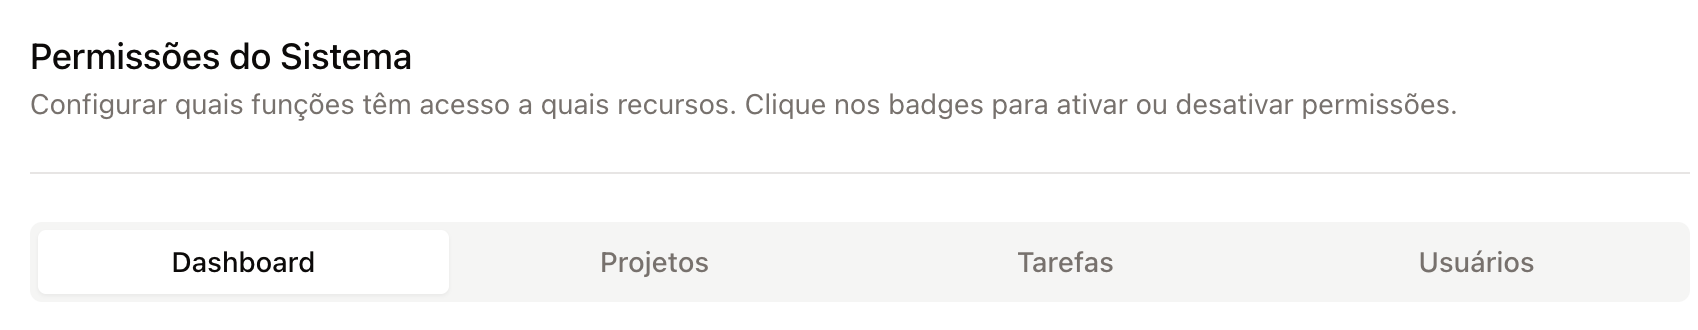 Permissões do Sistema
Configurar quais funções têm acesso a quais recursos. Clique nos badges para ativar ou desativar permissões.
Dashboard
Projetos
Tarefas
Usuários